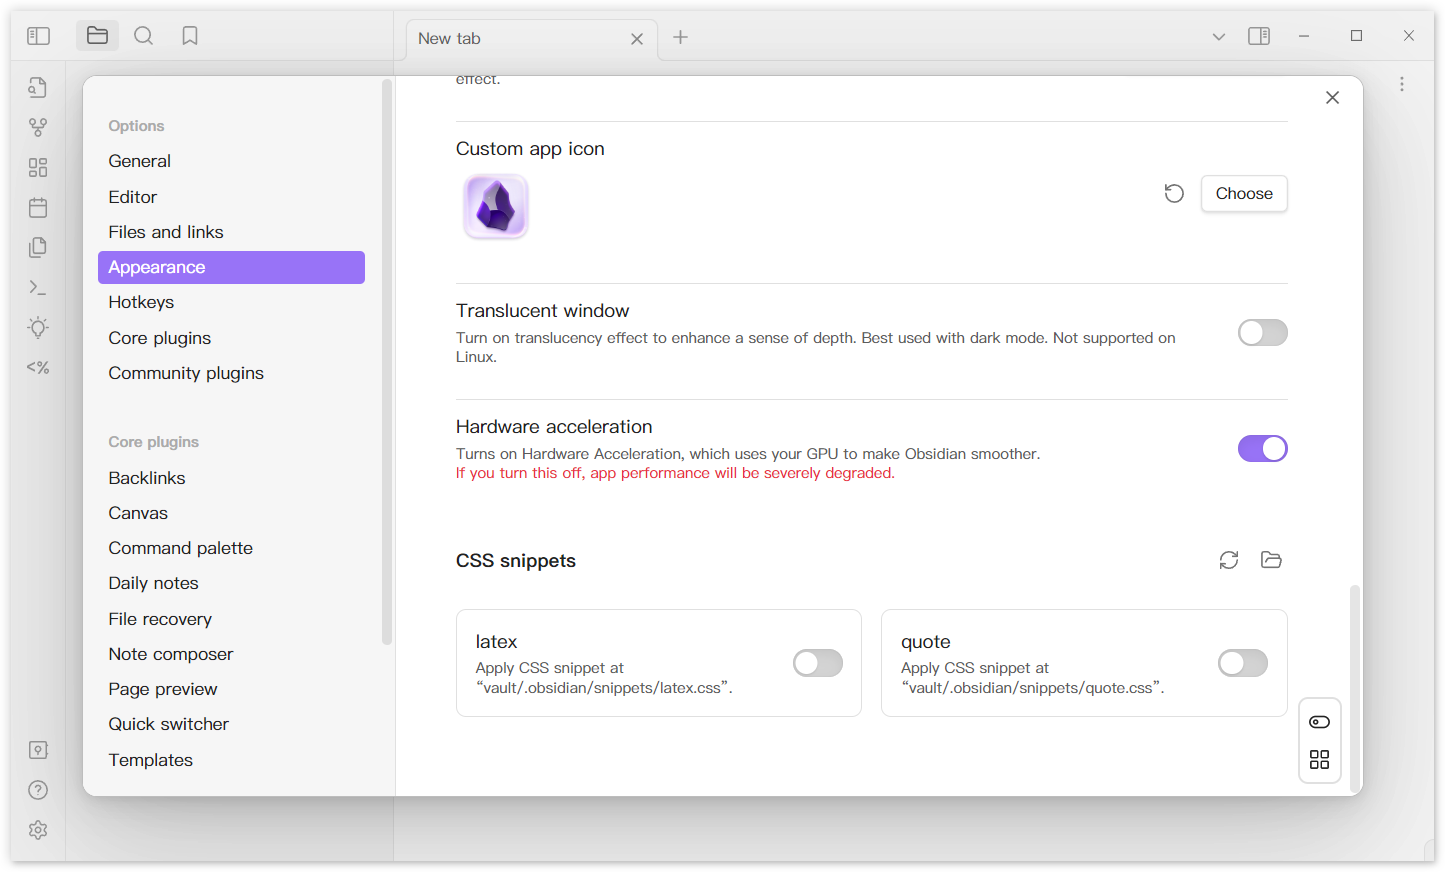 New tab
Options
General
Editor
Files and links
Appearance
Hotkeys
Core plugins
Community plugins
Core plugins
Backlinks
Canvas
Command palette
Daily notes
File recovery
Note composer
Page preview
Quick switcher
Templates
effect.
Custom app icon
Choose
Translucent window
Turn on translucency effect to enhance a sense of depth. Best used with dark mode. Not supported on
Linux.
Hardware acceleration
Turns on Hardware Acceleration, which uses your GPU to make Obsidian smoother.
If you turn this off, app performance will be severely degraded.
CSS snippets
latex
Apply CSS snippet at
“vault/.obsidian/snippets/latex.css”.
quote
Apply CSS snippet at
“vault/.obsidian/snippets/quote.css”.